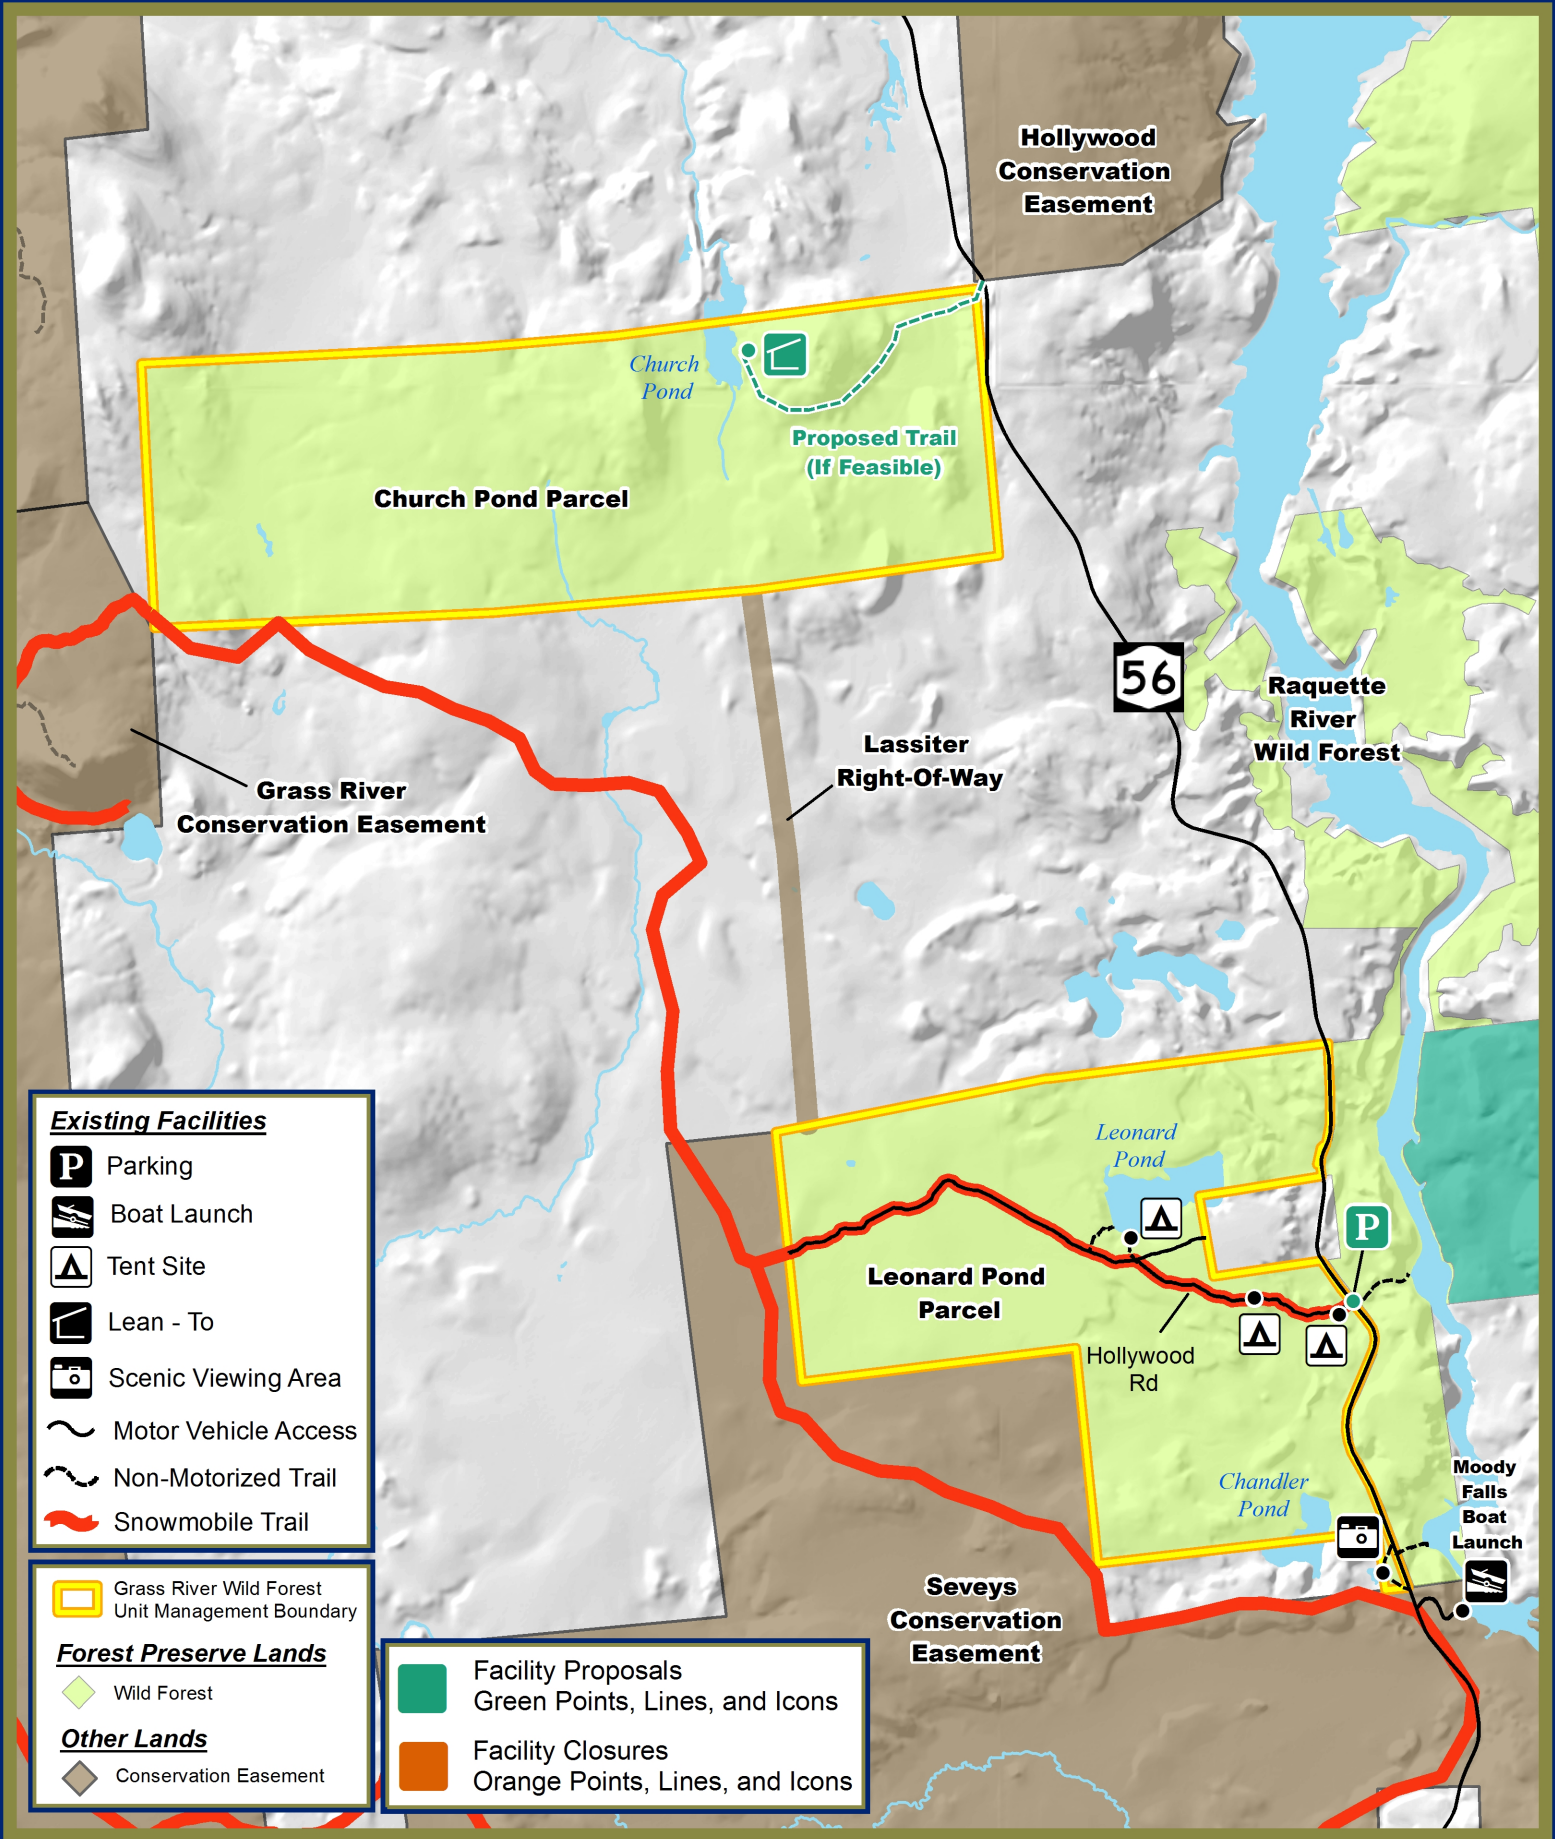 Hollywood
Conservation
Easement
Church
Pond
Proposed Trail
(If Feasible)
Church Pond Parcel
56
Raquette
River
Wild Forest
Lassiter
Right-Of-Way
Grass River
Conservation Easement
Leonard
Pond
P
Leonard Pond
Parcel
Hollywood
Rd
Chandler
Pond
Moody
Falls
Boat
Launch
Seveys
Conservation
Easement
Existing Facilities
P Parking
Boat Launch
Tent Site
Lean - To
Scenic Viewing Area
Motor Vehicle Access
Non-Motorized Trail
Snowmobile Trail
Grass River Wild Forest
Unit Management Boundary
Forest Preserve Lands
Wild Forest
Other Lands
Conservation Easement
Facility Proposals
Green Points, Lines, and Icons
Facility Closures
Orange Points, Lines, and Icons